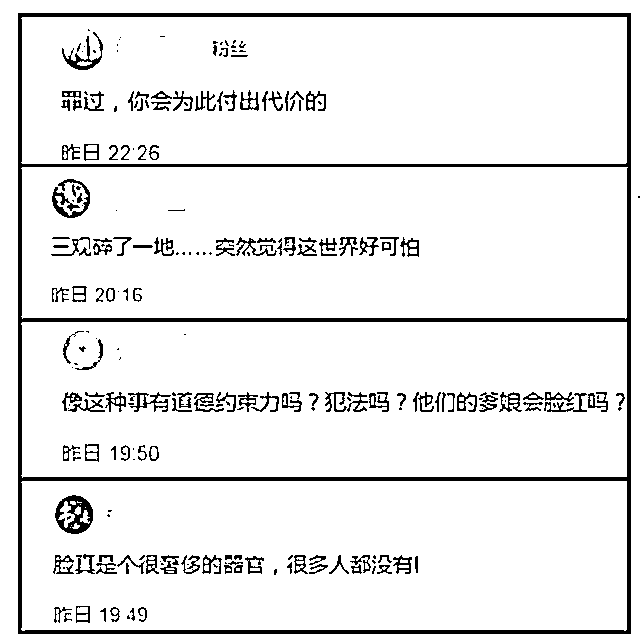 粉丝
罪过，你会为此付出代价的
昨日 22:26
三观碎了一地……突然觉得这世界好可怕
昨日 20:16
像这种事有道德约束力吗？犯法吗？他们的爹娘会脸红吗？
昨日 19:50
脸真是个很奢侈的器官，很多人都没有！
昨日 19:49